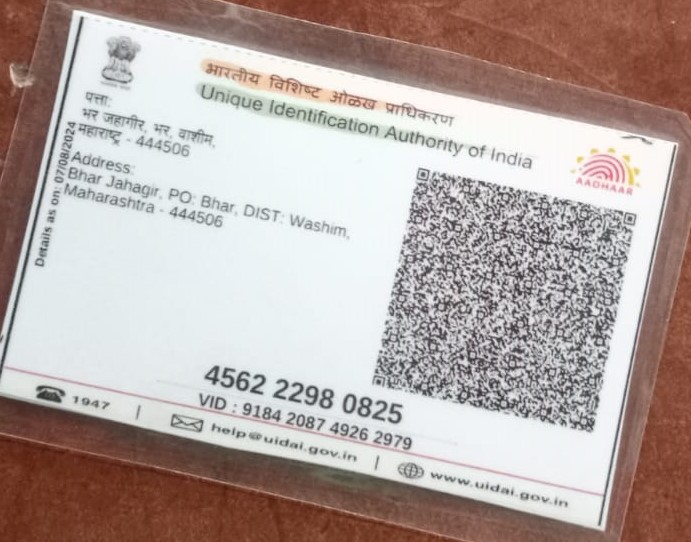 भारतीय विशिष्ट ओळख प्राधिकरण
Unique Identification Authority of India
AADHAAR
पत्ता:
भर जहागीर, भर, वाशीम,
महाराष्ट्र - 444506
Address:
Bhar Jahagir, PO: Bhar, DIST: Washim,
Maharashtra - 444506
Details as on: 07/08/2024
4562 2298 0825
VID : 9184 2087 4926 2979
1947
help@uidai.gov.in
www.uidai.gov.in